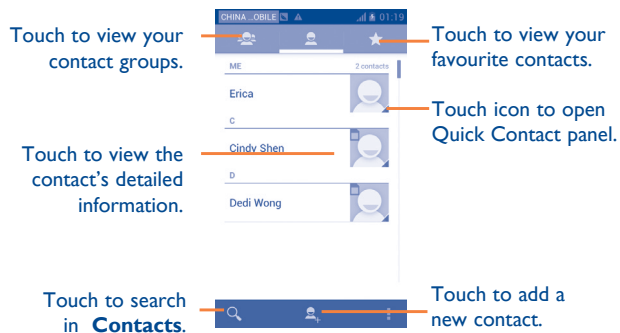 CHINA ...OBILE 01:19
Touch to view your
contact groups.
Touch to view your
favourite contacts.
ME 2 contacts
Erica
Touch icon to open
Quick Contact panel.
C
Cindy Shen
Touch to view the
contact's detailed
information.
D
Dedi Wong
Touch to search
in Contacts.
Touch to add a
new contact.